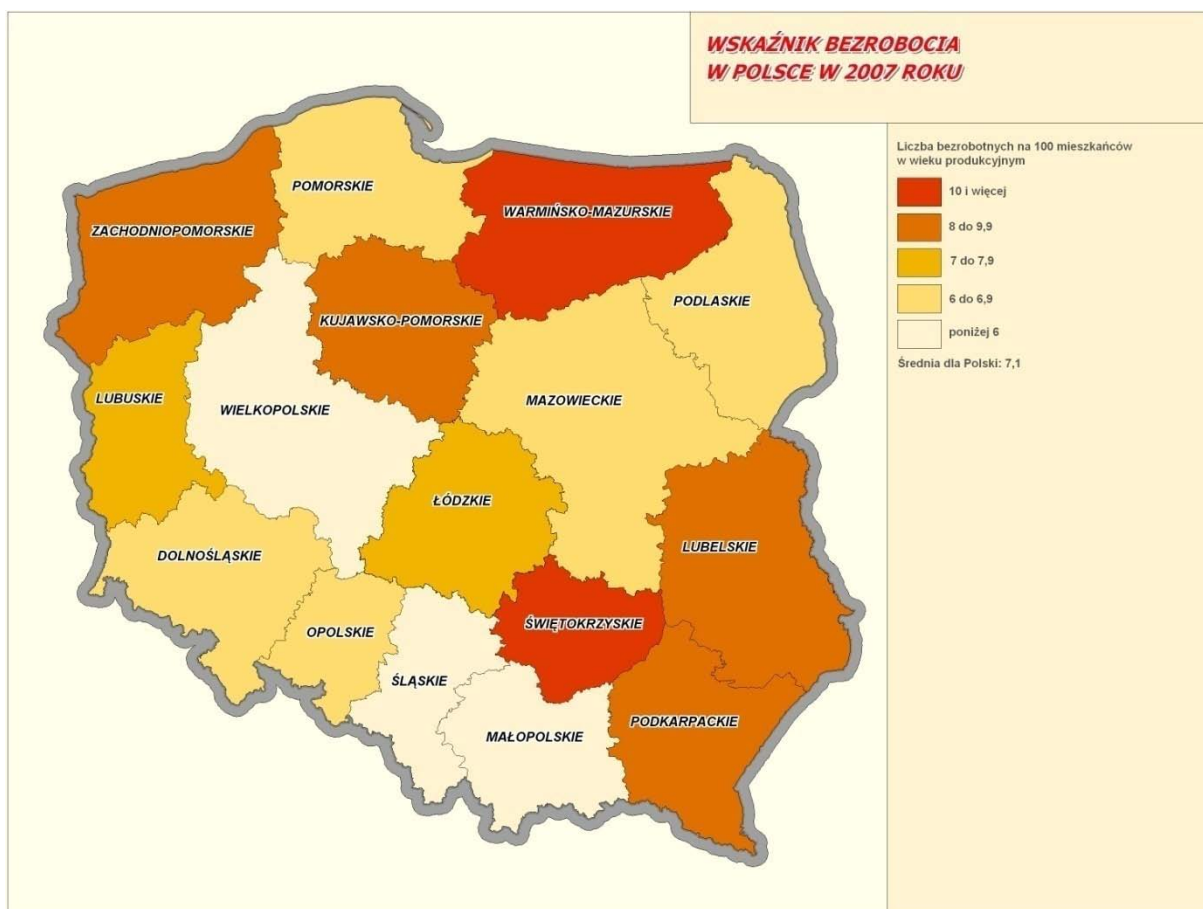 WSKAŹNIK BEZROBOCIA
W POLSCE W 2007 ROKU
Liczba bezrobotnych na 100 mieszkańców
w wieku produkcyjnym
10 i więcej
8 do 9,9
7 do 7,9
6 do 6,9
poniżej 6
Średnia dla Polski: 7,1
POMORSKIE
WARMIŃSKO-MAZURSKIE
ZACHODNIOPOMORSKIE
PODLASKIE
KUJAWSKO-POMORSKIE
LUBUSKIE
WIELKOPOLSKIE
MAZOWIECKIE
ŁÓDZKIE
LUBELSKIE
DOLNOŚLĄSKIE
OPOLSKIE
ŚWIĘTOKRZYSKIE
ŚLĄSKIE
PODKARPACKIE
MAŁOPOLSKIE